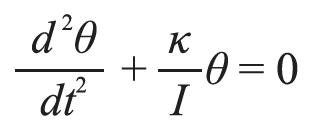 d²θ/dt² + κ/I θ = 0